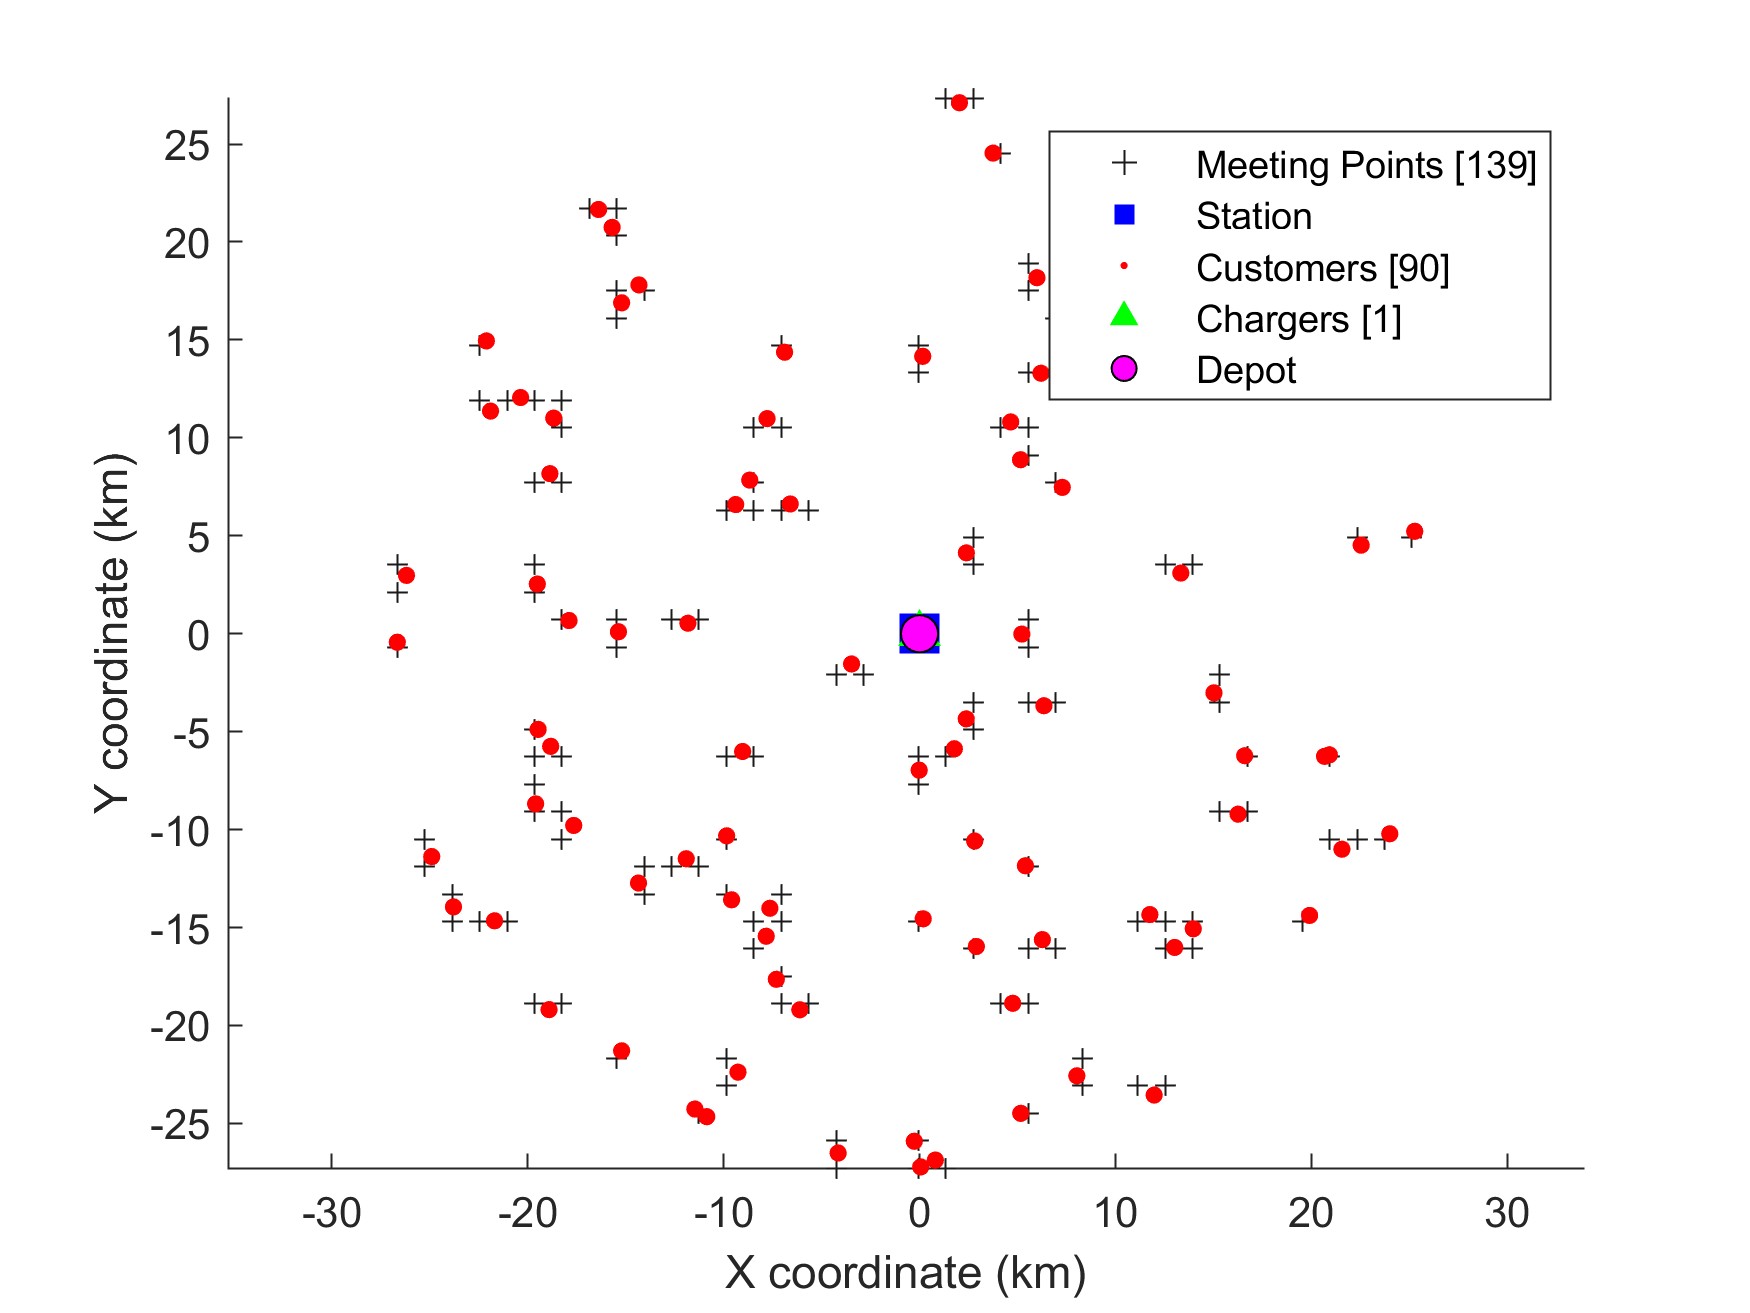 25
20
15
10
5
0
-5
-10
-15
-20
-25
Y coordinate (km)
Meeting Points [139]
Station
Customers [90]
Chargers [1]
Depot
-30 -20 -10 0 10 20 30
X coordinate (km)